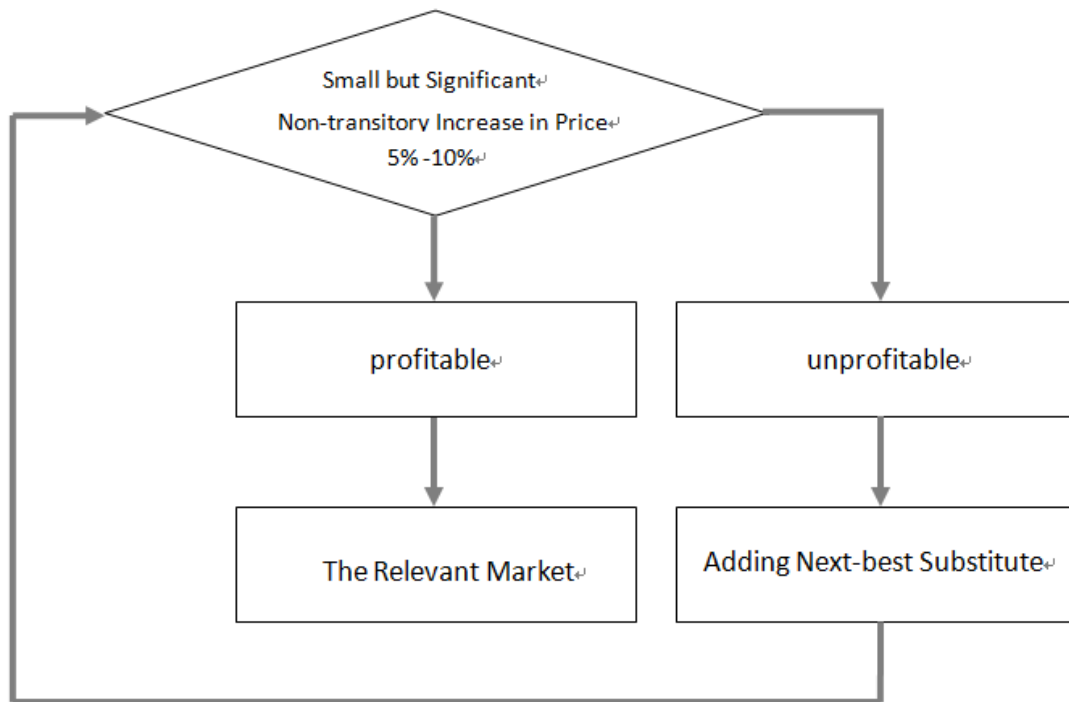 Small but Significant↵
Non-transitory Increase in Price↵
5% -10%↵
profitable↵
unprofitable↵
The Relevant Market↵
Adding Next-best Substitute↵